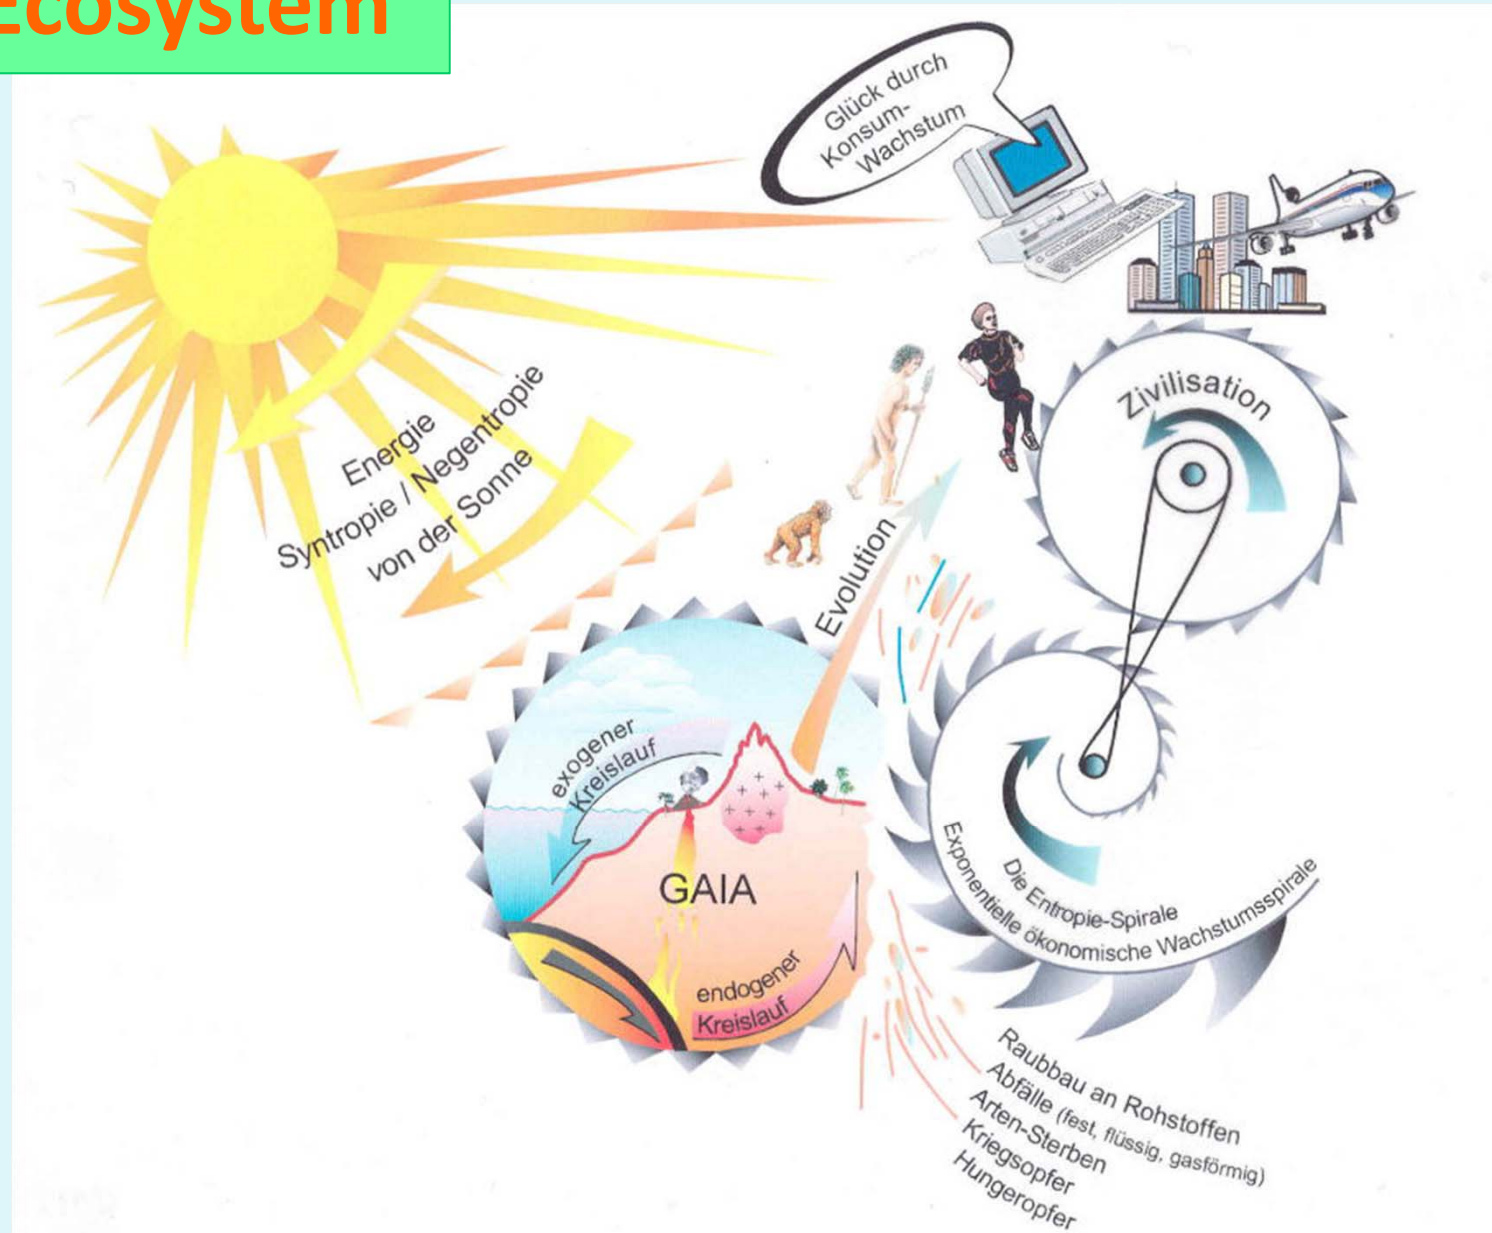 Ecosystem
Glück durch
Konsum-
Wachstum
Energie
Syntropie / Negentropie
von der Sonne
Zivilisation
Evolution
exogener
Kreislauf
GAIA
endogener
Kreislauf
Die Entropie-Spirale
Exponentielle ökonomische Wachstumsspirale
Raubbau an Rohstoffen
Abfälle (fest, flüssig, gasförmig)
Arten-Sterben
Kriegsopfer
Hungeropfer